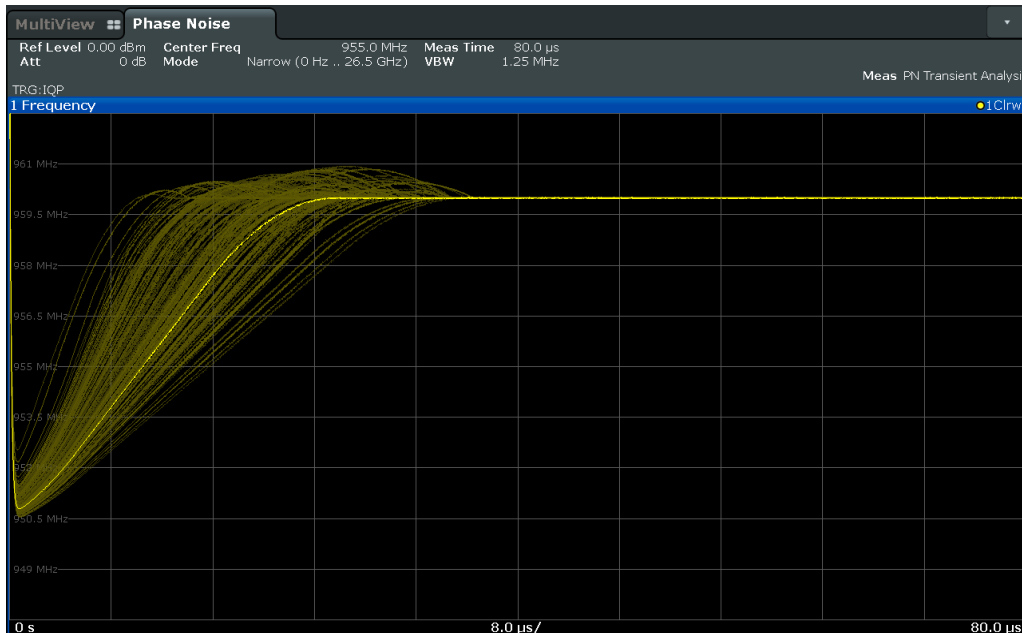 MultiView Phase Noise
Ref Level 0.00 dBm Center Freq 955.0 MHz Meas Time 80.0 µs
Att 0 dB Mode Narrow (0 Hz .. 26.5 GHz) VBW 1.25 MHz
Meas PN Transient Analysi
TRG:IQP
1 Frequency 1Clrw
961 MHz
959.5 MHz
958 MHz
956.5 MHz
955 MHz
953.5 MHz
950.5 MHz
949 MHz
0 s 8.0 µs/ 80.0 µs